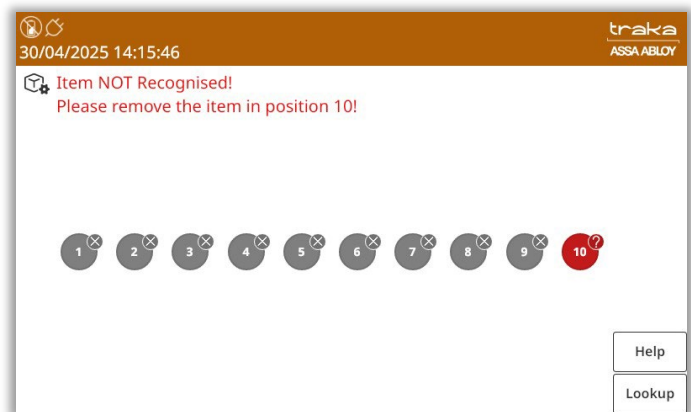 30/04/2025 14:15:46
traka
ASSA ABLOY
Item NOT Recognised!
Please remove the item in position 10!
1 2 3 4 5 6 7 8 9 10 ?
Help
Lookup